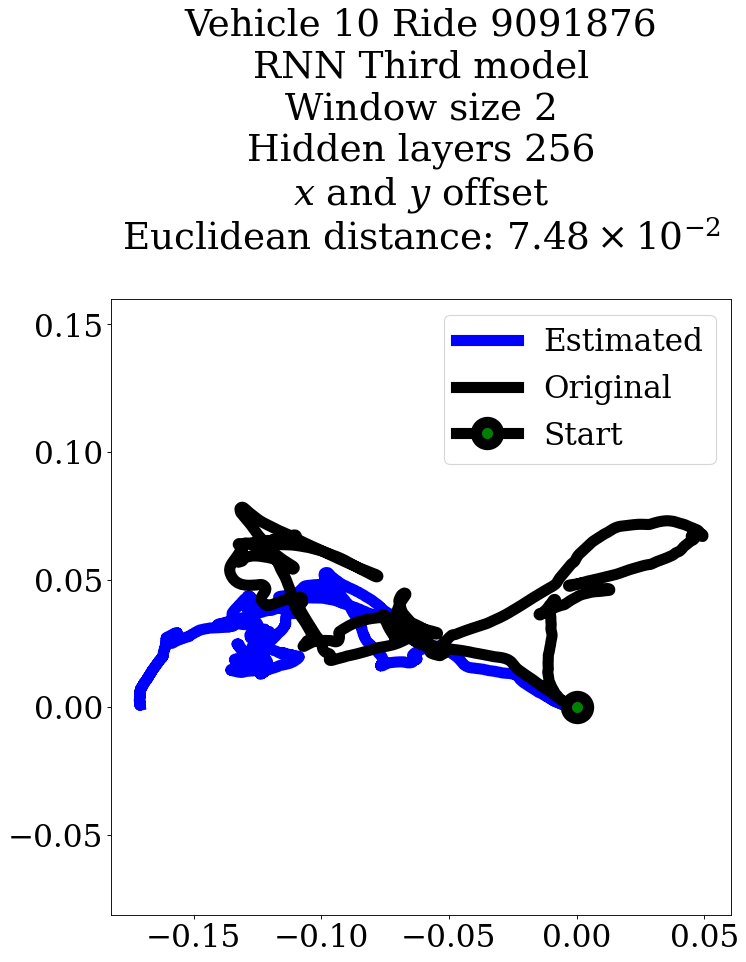 Vehicle 10 Ride 9091876
RNN Third model
Window size 2
Hidden layers 256
x and y offset
Euclidean distance: 7.48 × 10⁻²
Estimated
Original
Start
0.15
0.10
0.05
0.00
−0.05
−0.15 −0.10 −0.05 0.00 0.05